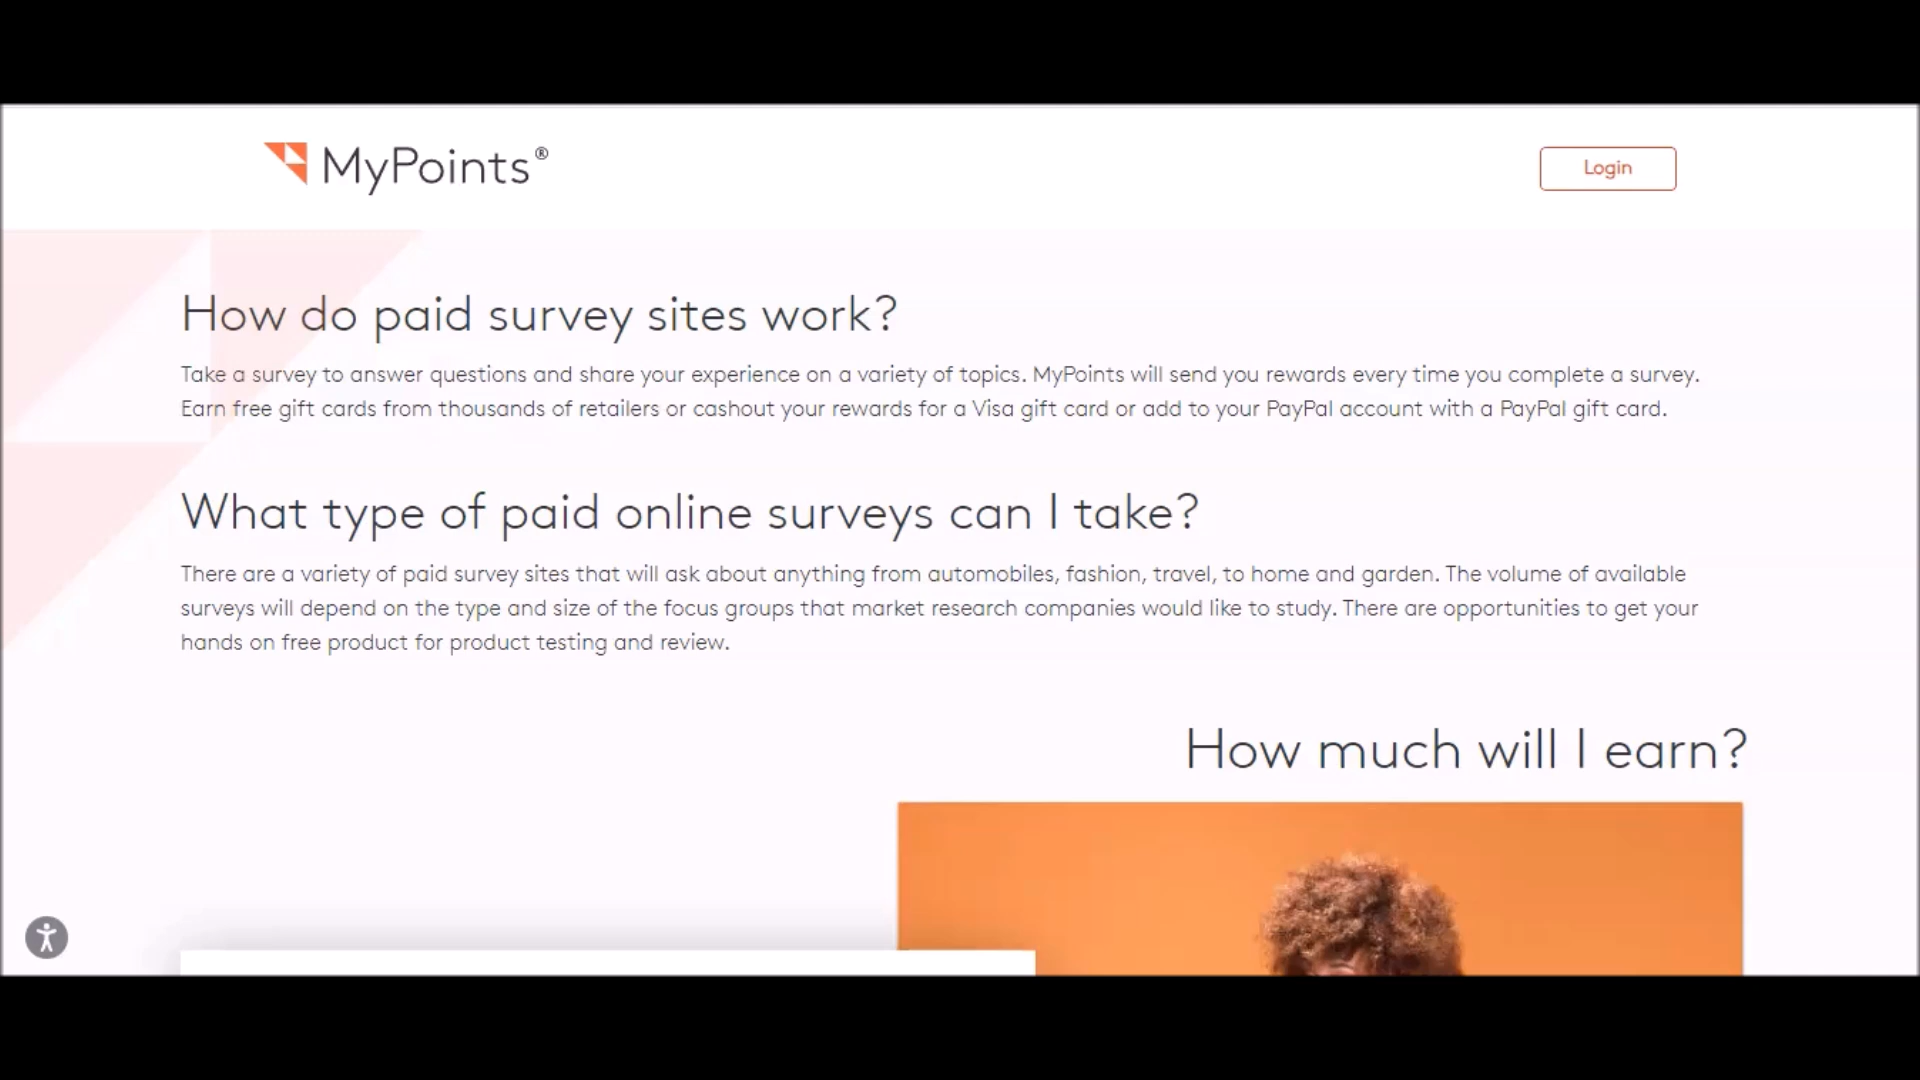 MyPoints®
Login
How do paid survey sites work?
Take a survey to answer questions and share your experience on a variety of topics. MyPoints will send you rewards every time you complete a survey.
Earn free gift cards from thousands of retailers or cashout your rewards for a Visa gift card or add to your PayPal account with a PayPal gift card.
What type of paid online surveys can I take?
There are a variety of paid survey sites that will ask about anything from automobiles, fashion, travel, to home and garden. The volume of available
surveys will depend on the type and size of the focus groups that market research companies would like to study. There are opportunities to get your
hands on free product for product testing and review.
How much will I earn?